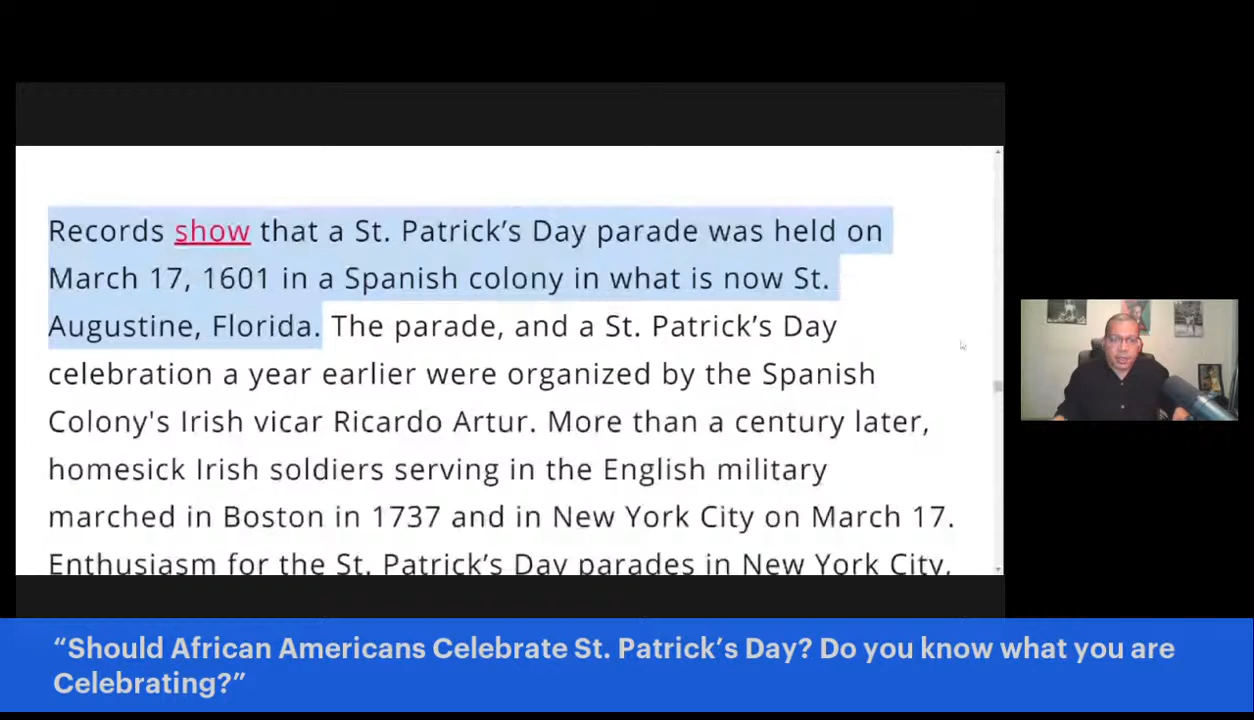 Records show that a St. Patrick’s Day parade was held on
March 17, 1601 in a Spanish colony in what is now St.
Augustine, Florida. The parade, and a St. Patrick’s Day
celebration a year earlier were organized by the Spanish
Colony's Irish vicar Ricardo Artur. More than a century later,
homesick Irish soldiers serving in the English military
marched in Boston in 1737 and in New York City on March 17.
Enthusiasm for the St. Patrick’s Day parades in New York City,
“Should African Americans Celebrate St. Patrick’s Day? Do you know what you are
Celebrating?”